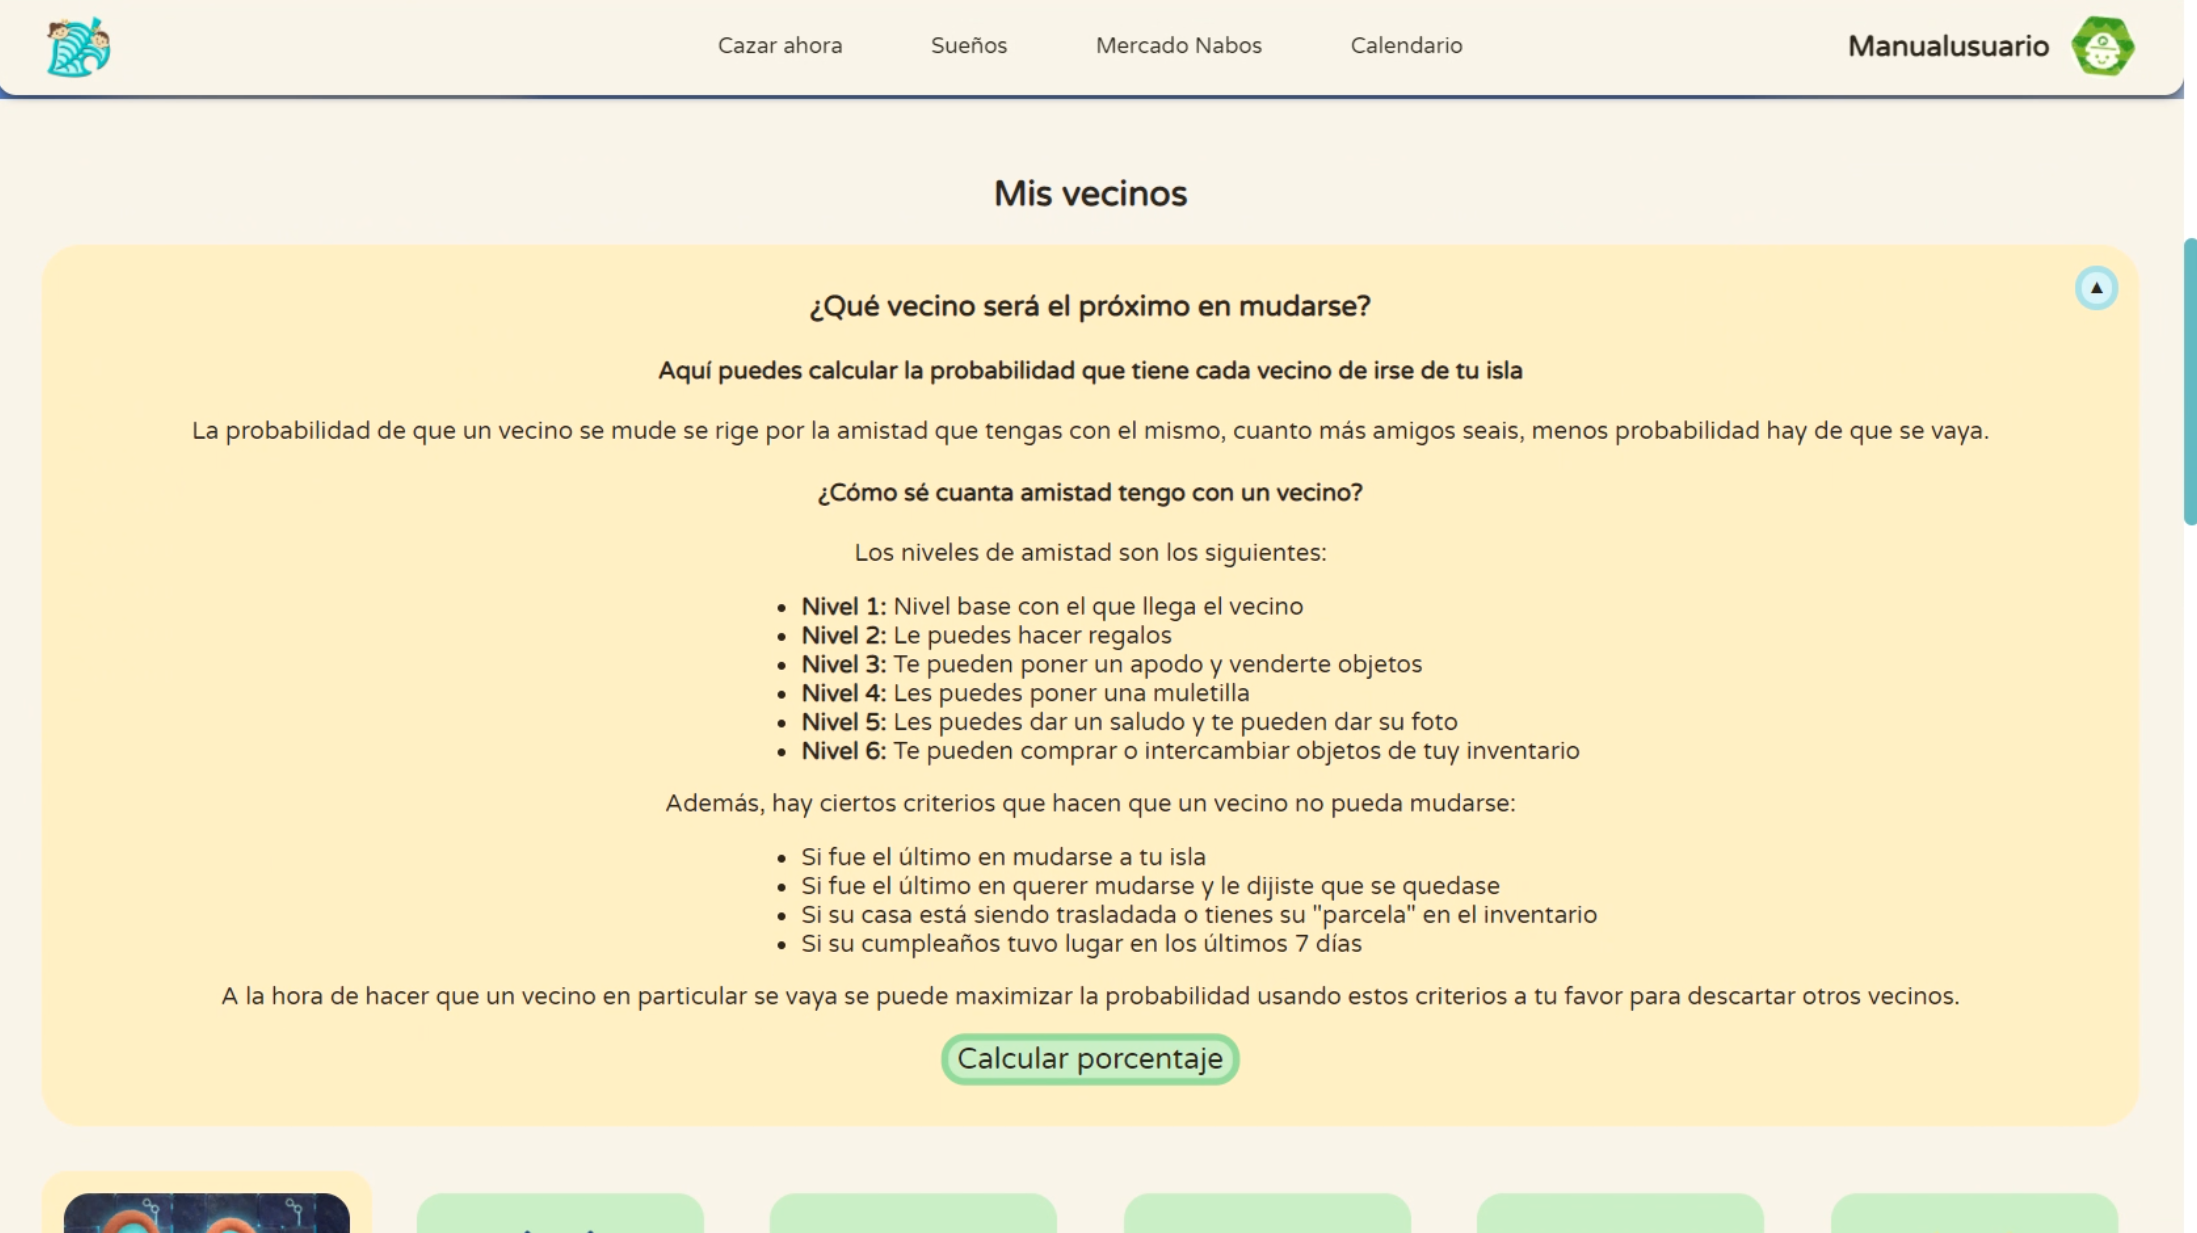 Cazar ahora
Sueños
Mercado Nabos
Calendario
Manualusuario
Mis vecinos
¿Qué vecino será el próximo en mudarse?
▲
Aquí puedes calcular la probabilidad que tiene cada vecino de irse de tu isla
La probabilidad de que un vecino se mude se rige por la amistad que tengas con el mismo, cuanto más amigos seais, menos probabilidad hay de que se vaya.
¿Cómo sé cuanta amistad tengo con un vecino?
Los niveles de amistad son los siguientes:
• Nivel 1: Nivel base con el que llega el vecino
• Nivel 2: Le puedes hacer regalos
• Nivel 3: Te pueden poner un apodo y venderte objetos
• Nivel 4: Les puedes poner una muletilla
• Nivel 5: Les puedes dar un saludo y te pueden dar su foto
• Nivel 6: Te pueden comprar o intercambiar objetos de tuy inventario
Además, hay ciertos criterios que hacen que un vecino no pueda mudarse:
• Si fue el último en mudarse a tu isla
• Si fue el último en querer mudarse y le dijiste que se quedase
• Si su casa está siendo trasladada o tienes su "parcela" en el inventario
• Si su cumpleaños tuvo lugar en los últimos 7 días
A la hora de hacer que un vecino en particular se vaya se puede maximizar la probabilidad usando estos criterios a tu favor para descartar otros vecinos.
Calcular porcentaje